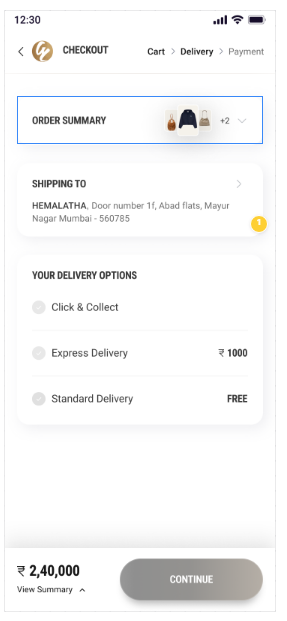 12:30
CHECKOUT
Cart > Delivery > Payment
ORDER SUMMARY
+2
SHIPPING TO
HEMALATHA, Door number 1f, Abad flats, Mayur
Nagar Mumbai - 560785
1
YOUR DELIVERY OPTIONS
Click & Collect
Express Delivery ₹ 1000
Standard Delivery FREE
₹ 2,40,000
View Summary
CONTINUE